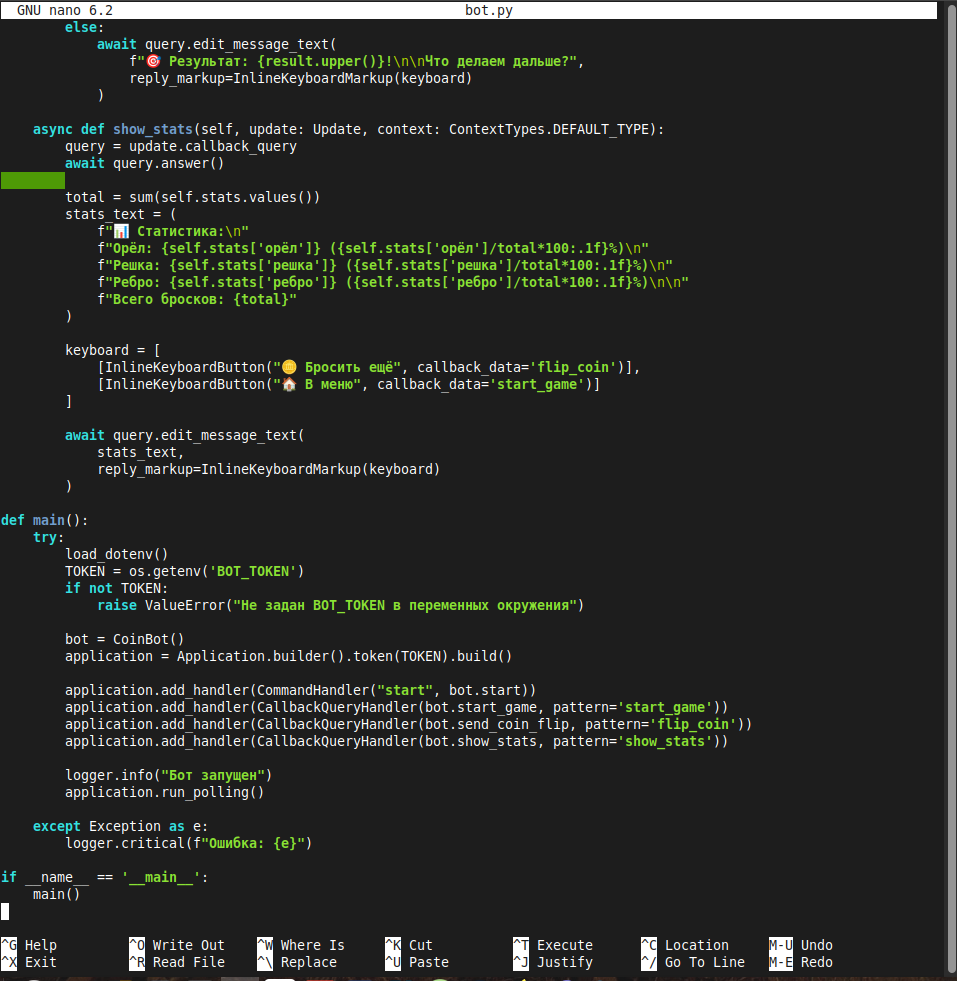 GNU nano 6.2 bot.py
        else:
            await query.edit_message_text(
                f"🎯 Результат: {result.upper()}!\n\nЧто делаем дальше?",
                reply_markup=InlineKeyboardMarkup(keyboard)
            )

    async def show_stats(self, update: Update, context: ContextTypes.DEFAULT_TYPE):
        query = update.callback_query
        await query.answer()

        total = sum(self.stats.values())
        stats_text = (
            f"📊 Статистика:\n"
            f"Орёл: {self.stats['орёл']} ({self.stats['орёл']/total*100:.1f}%)\n"
            f"Решка: {self.stats['решка']} ({self.stats['решка']/total*100:.1f}%)\n"
            f"Ребро: {self.stats['ребро']} ({self.stats['ребро']/total*100:.1f}%)\n\n"
            f"Всего бросков: {total}"
        )

        keyboard = [
            [InlineKeyboardButton("🪙 Бросить ещё", callback_data='flip_coin')],
            [InlineKeyboardButton("🏠 В меню", callback_data='start_game')]
        ]

        await query.edit_message_text(
            stats_text,
            reply_markup=InlineKeyboardMarkup(keyboard)
        )

def main():
    try:
        load_dotenv()
        TOKEN = os.getenv('BOT_TOKEN')
        if not TOKEN:
            raise ValueError("Не задан BOT_TOKEN в переменных окружения")

        bot = CoinBot()
        application = Application.builder().token(TOKEN).build()

        application.add_handler(CommandHandler("start", bot.start))
        application.add_handler(CallbackQueryHandler(bot.start_game, pattern='start_game'))
        application.add_handler(CallbackQueryHandler(bot.send_coin_flip, pattern='flip_coin'))
        application.add_handler(CallbackQueryHandler(bot.show_stats, pattern='show_stats'))

        logger.info("Бот запущен")
        application.run_polling()

    except Exception as e:
        logger.critical(f"Ошибка: {e}")

if __name__ == '__main__':
    main()

^G Help ^O Write Out ^W Where Is ^K Cut ^T Execute ^C Location M-U Undo
^X Exit ^R Read File ^\ Replace ^U Paste ^J Justify ^/ Go To Line M-E Redo